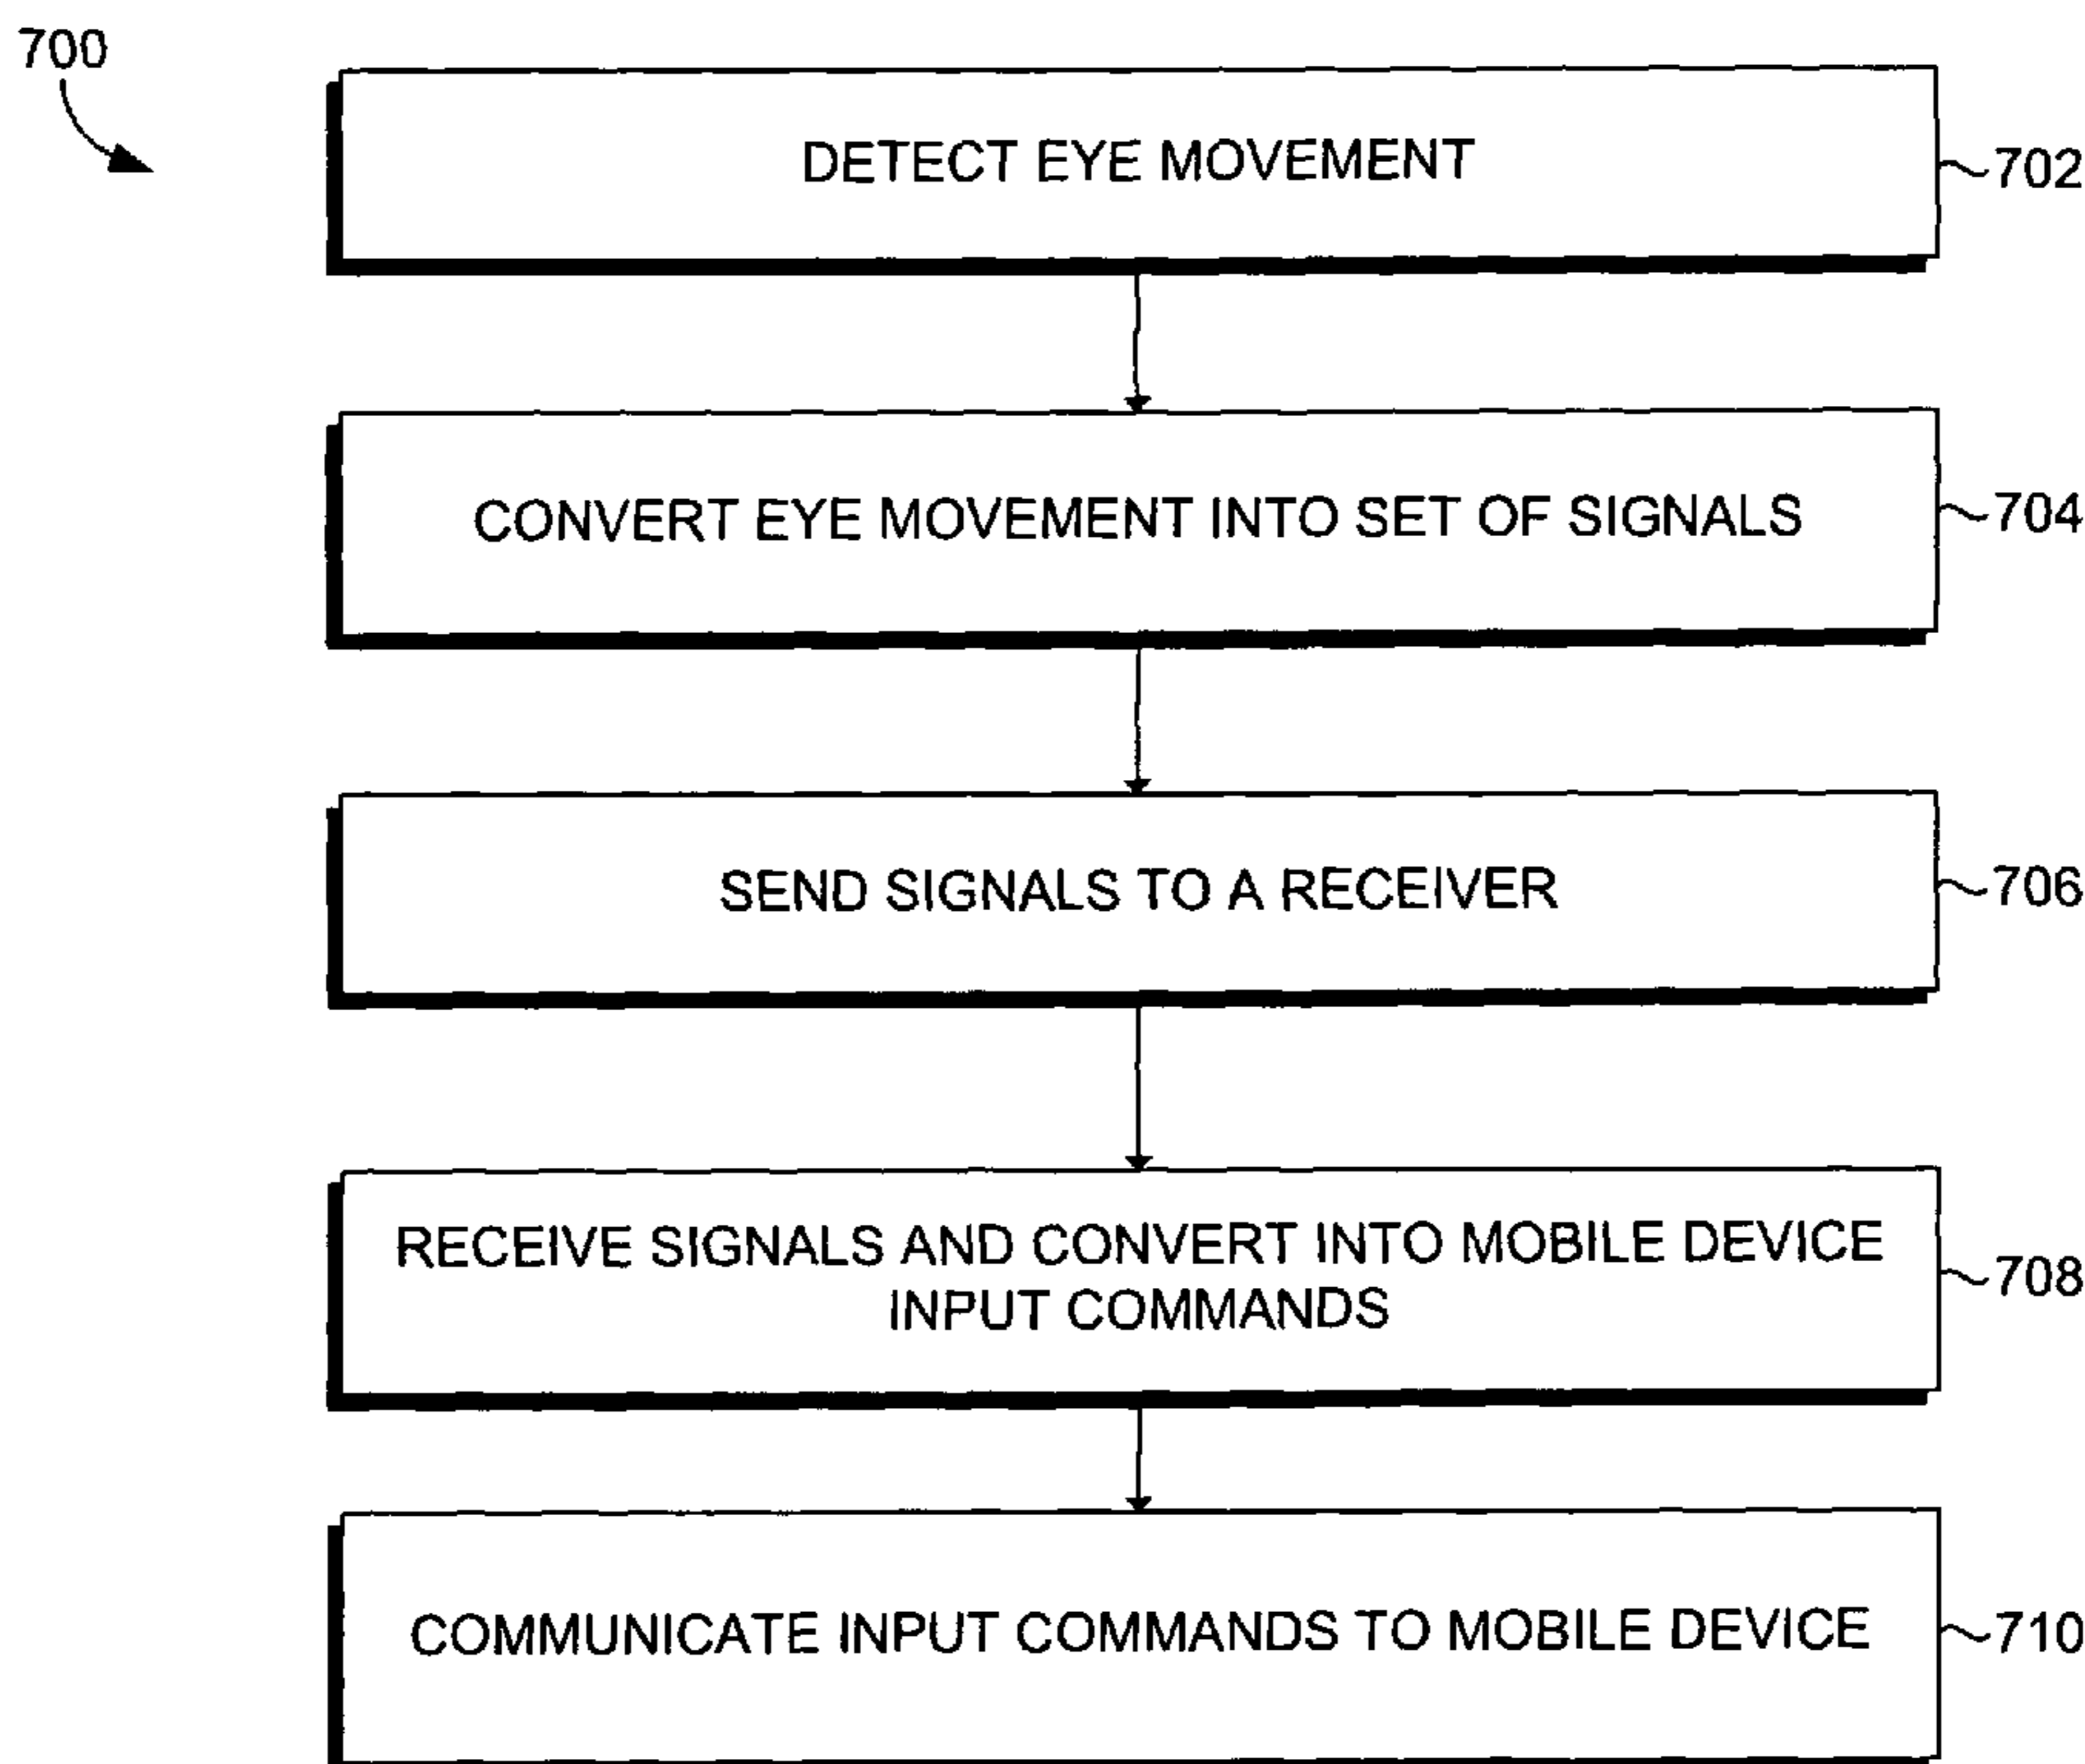 700
DETECT EYE MOVEMENT
702
CONVERT EYE MOVEMENT INTO SET OF SIGNALS
704
SEND SIGNALS TO A RECEIVER
706
RECEIVE SIGNALS AND CONVERT INTO MOBILE DEVICE
INPUT COMMANDS
708
COMMUNICATE INPUT COMMANDS TO MOBILE DEVICE
710